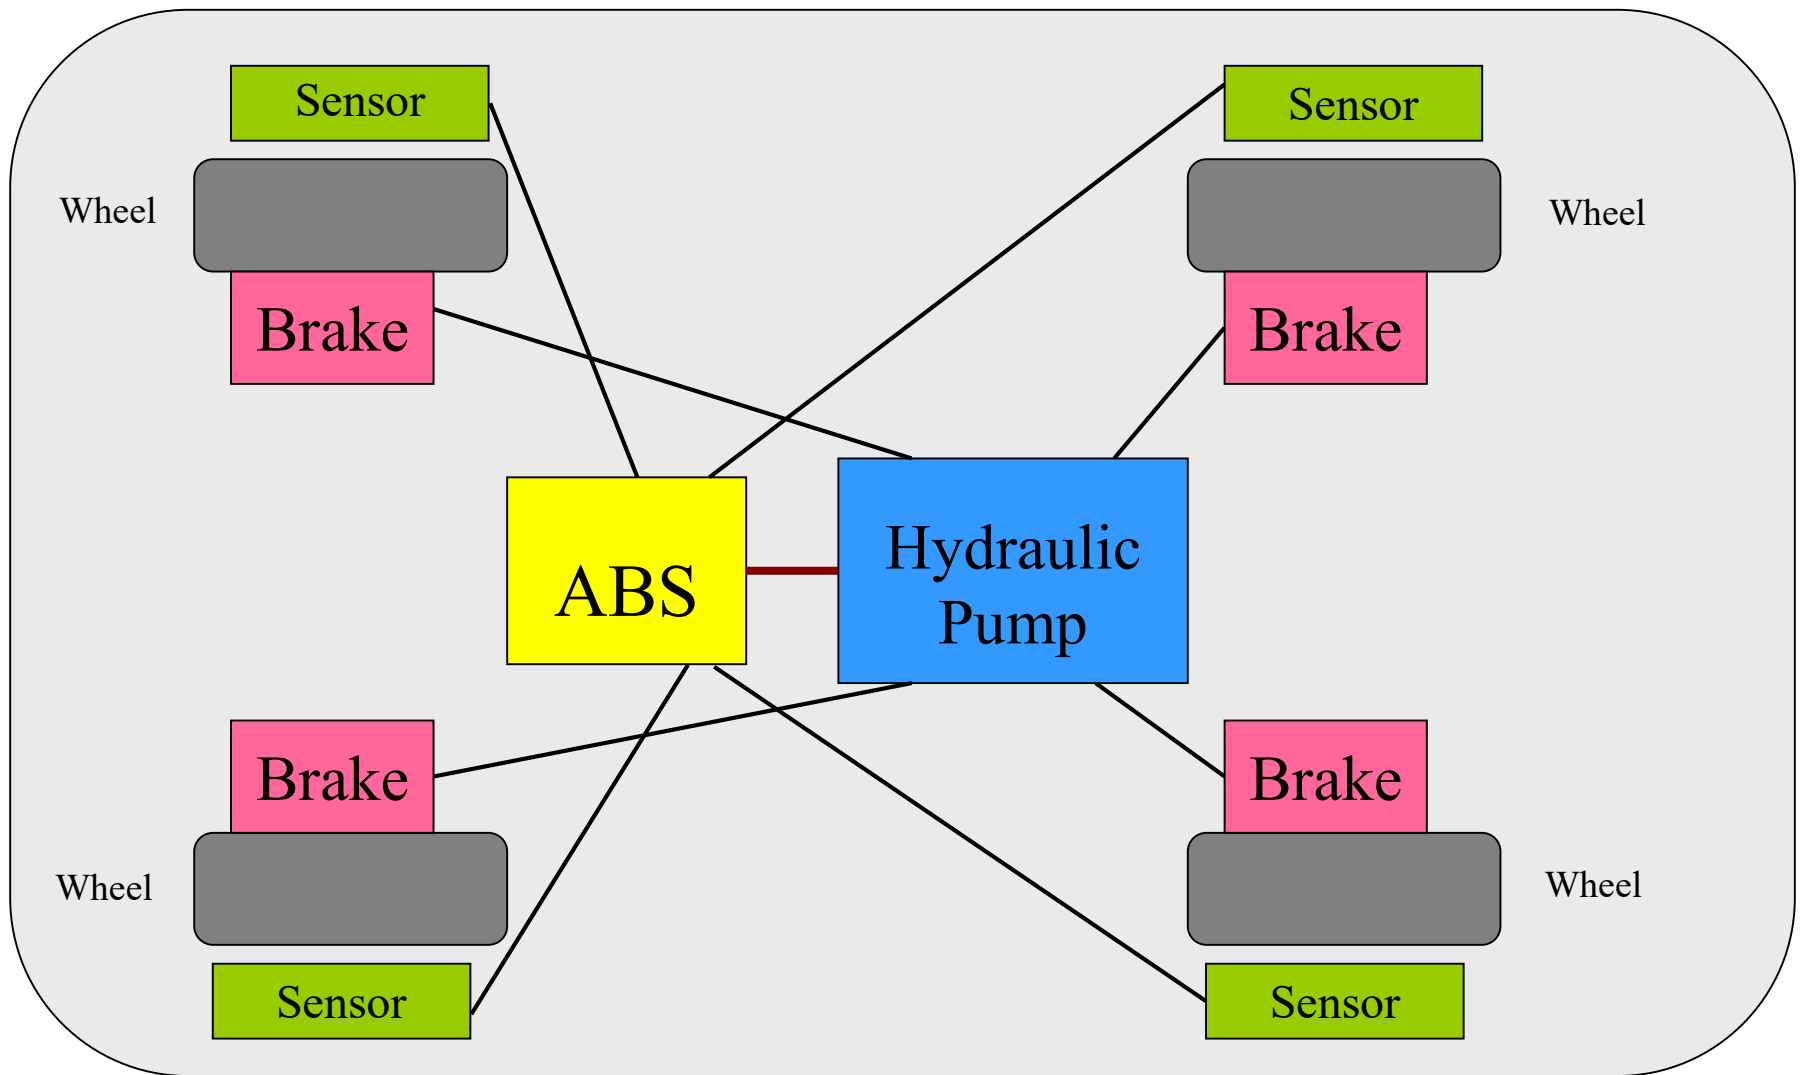 Sensor
Sensor
Wheel
Wheel
Brake
Brake
Hydraulic
Pump
ABS
Brake
Brake
Wheel
Wheel
Sensor
Sensor